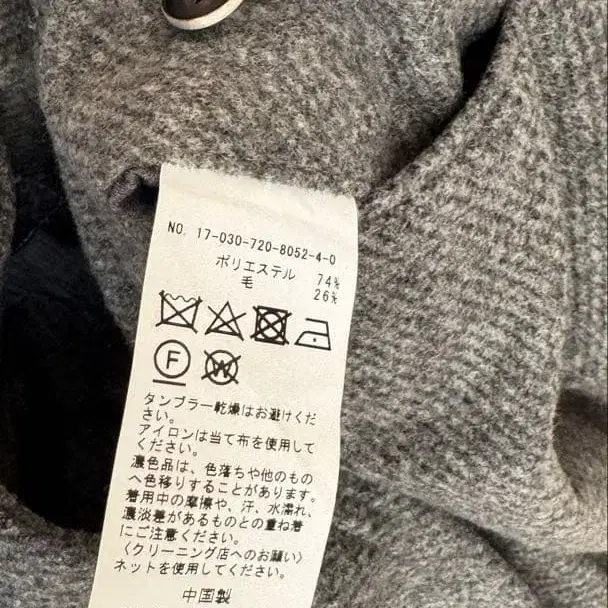 NO. 17-030-720-8052-4-0
ポリエステル 74%
毛 26%
F W
タンブラー乾燥はお避けくだ
さい。
アイロンは当て布を使用して
ください。
濃色品は、色落ちや他のもの
へ色移りすることがあります。
着用中の摩擦や、汗、水濡れ、
濃淡差があるものとの重ね着
にご注意ください。
〈クリーニング店へのお願い〉
ネットを使用してください。
中国製